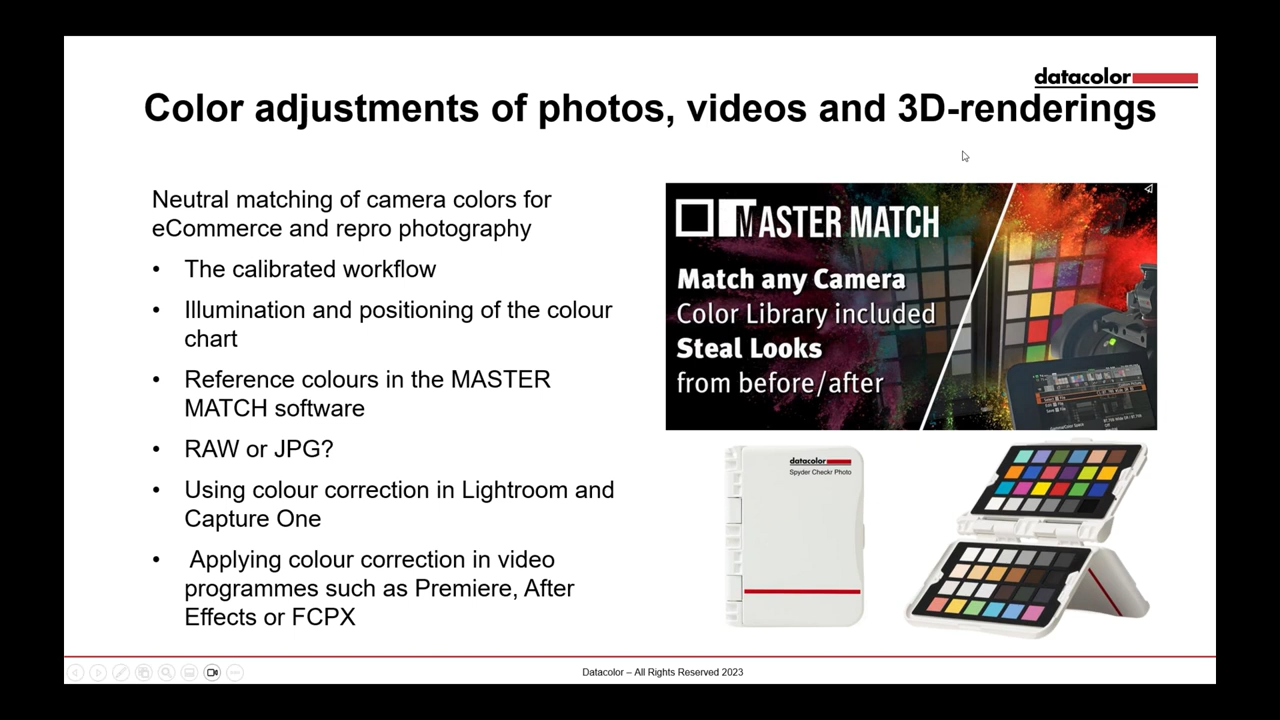 datacolor
Color adjustments of photos, videos and 3D-renderings
Neutral matching of camera colors for
eCommerce and repro photography
• The calibrated workflow
• Illumination and positioning of the colour
chart
• Reference colours in the MASTER
MATCH software
• RAW or JPG?
• Using colour correction in Lightroom and
Capture One
• Applying colour correction in video
programmes such as Premiere, After
Effects or FCPX
MASTER MATCH
Match any Camera
Color Library included
Steal Looks
from before/after
datacolor
Spyder Checkr Photo
Datacolor – All Rights Reserved 2023